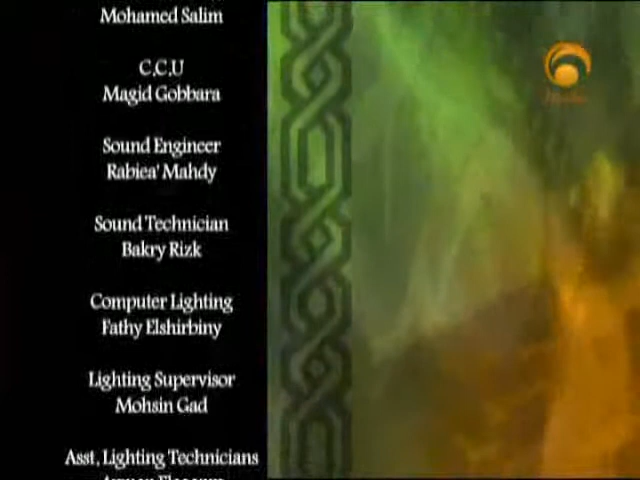 Mohamed Salim
C.C.U
Magid Gobbara
Sound Engineer
Rabiea' Mahdy
Sound Technician
Bakry Rizk
Computer Lighting
Fathy Elshirbiny
Lighting Supervisor
Mohsin Gad
Asst, Lighting Technicians